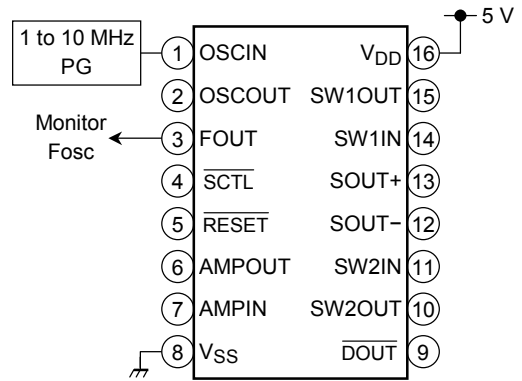 5 V
1 to 10 MHz
PG
1 OSCIN VDD 16
2 OSCOUT SW1OUT 15
Monitor
Fosc
3 FOUT SW1IN 14
4 SCTL SOUT+ 13
5 RESET SOUT− 12
6 AMPOUT SW2IN 11
7 AMPIN SW2OUT 10
8 VSS DOUT 9